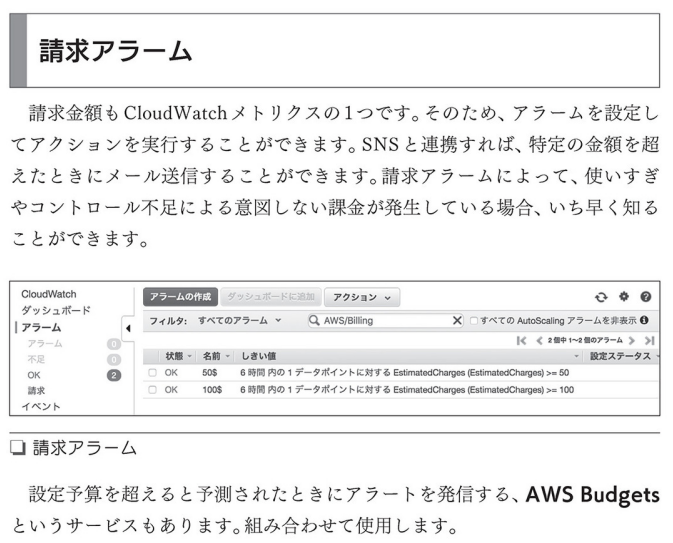 請求アラーム
請求金額もCloudWatchメトリクスの1つです。そのため、アラームを設定し
てアクションを実行することができます。SNSと連携すれば、特定の金額を超
えたときにメール送信することができます。請求アラームによって、使いすぎ
やコントロール不足による意図しない課金が発生している場合、いち早く知る
ことができます。
CloudWatch
ダッシュボード
アラーム
アラーム 0
不足 0
OK 2
請求
イベント
アラームの作成 ダッシュボードに追加 アクション
フィルタ: すべてのアラーム AWS/Billing すべての AutoScaling アラームを非表示
2 個中 1~2 個のアラーム
状態 名前 しきい値 設定ステータス
OK 50$ 6 時間 内の 1 データポイントに対する EstimatedCharges (EstimatedCharges) >= 50
OK 100$ 6 時間 内の 1 データポイントに対する EstimatedCharges (EstimatedCharges) >= 100
請求アラーム
設定予算を超えると予測されたときにアラートを発信する、AWS Budgets
というサービスもあります。組み合わせて使用します。